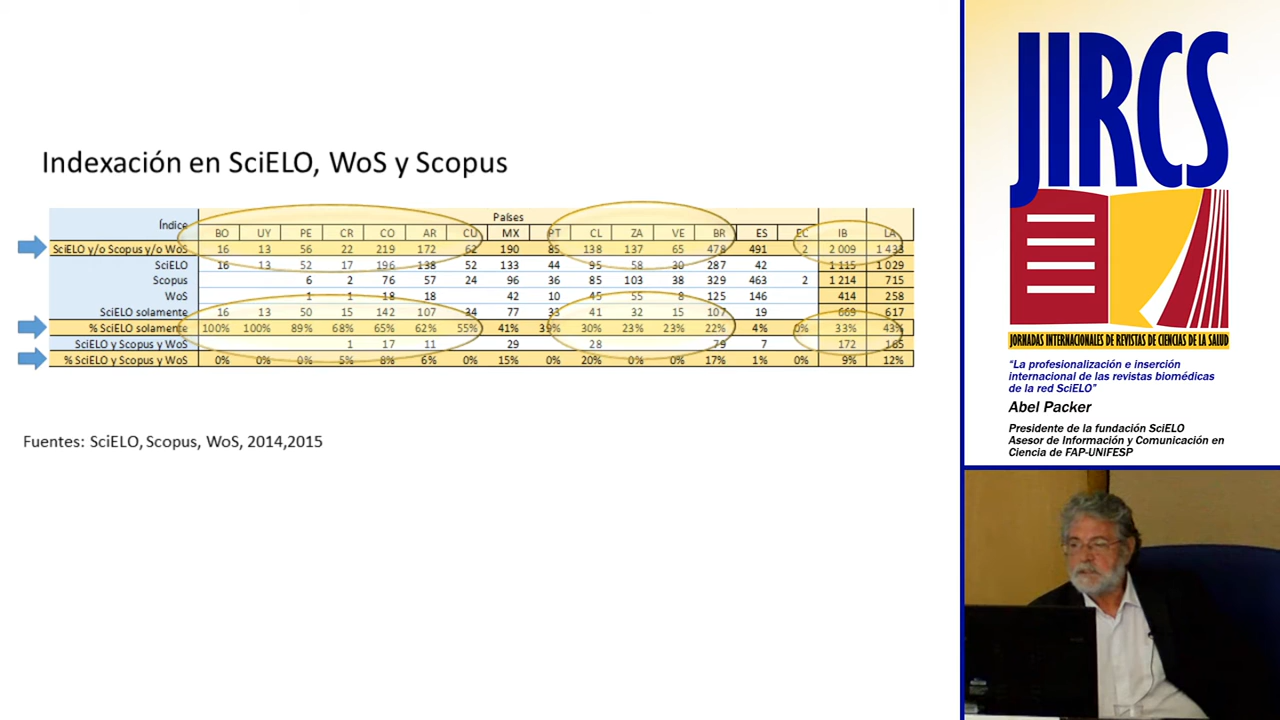 Indexación en SciELO, WoS y Scopus
Índice Países
BO UY PE CR CO AR CU MX PT CL ZA VE BR ES EC IB LA
SciELO y/o Scopus y/o WoS 16 13 56 22 219 172 62 190 85 138 137 65 478 491 2 2 009 1 433
SciELO 16 13 52 17 196 138 52 133 44 95 58 30 287 42 1 115 1 029
Scopus 6 2 76 57 24 96 36 85 103 38 329 463 2 1 214 715
WoS 1 1 18 18 42 10 45 55 8 125 146 414 258
SciELO solamente 16 13 50 15 142 107 34 77 33 41 32 15 107 19 669 617
% SciELO solamente 100% 100% 89% 68% 65% 62% 55% 41% 39% 30% 23% 23% 22% 4% 0% 33% 43%
SciELO y Scopus y WoS 1 17 11 29 28 79 7 172 165
% SciELO y Scopus y WoS 0% 0% 0% 5% 8% 6% 0% 15% 0% 20% 0% 0% 17% 1% 0% 9% 12%
Fuentes: SciELO, Scopus, WoS, 2014,2015
JIRCS
JORNADAS INTERNACIONALES DE REVISTAS DE CIENCIAS DE LA SALUD
"La profesionalización e inserción
internacional de las revistas biomédicas
de la red SciELO"
Abel Packer
Presidente de la fundación SciELO
Asesor de Información y Comunicación en
Ciencia de FAP-UNIFESP